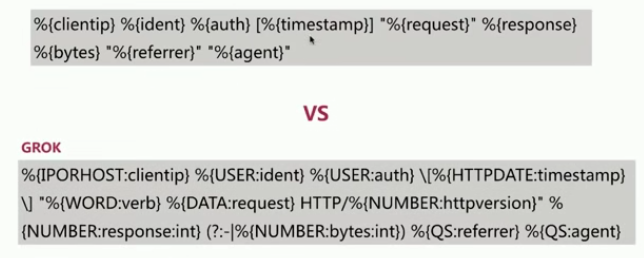 %{clientip} %{ident} %{auth} [%{timestamp}] "%{request}" %{response}
%{bytes} "%{referrer}" "%{agent}"
VS
GROK
%{IPORHOST:clientip} %{USER:ident} %{USER:auth} \[%{HTTPDATE:timestamp}
\] "%{WORD:verb} %{DATA:request} HTTP/%{NUMBER:httpversion}" %
{NUMBER:response:int} (?:-|%{NUMBER:bytes:int}) %{QS:referrer} %{QS:agent}